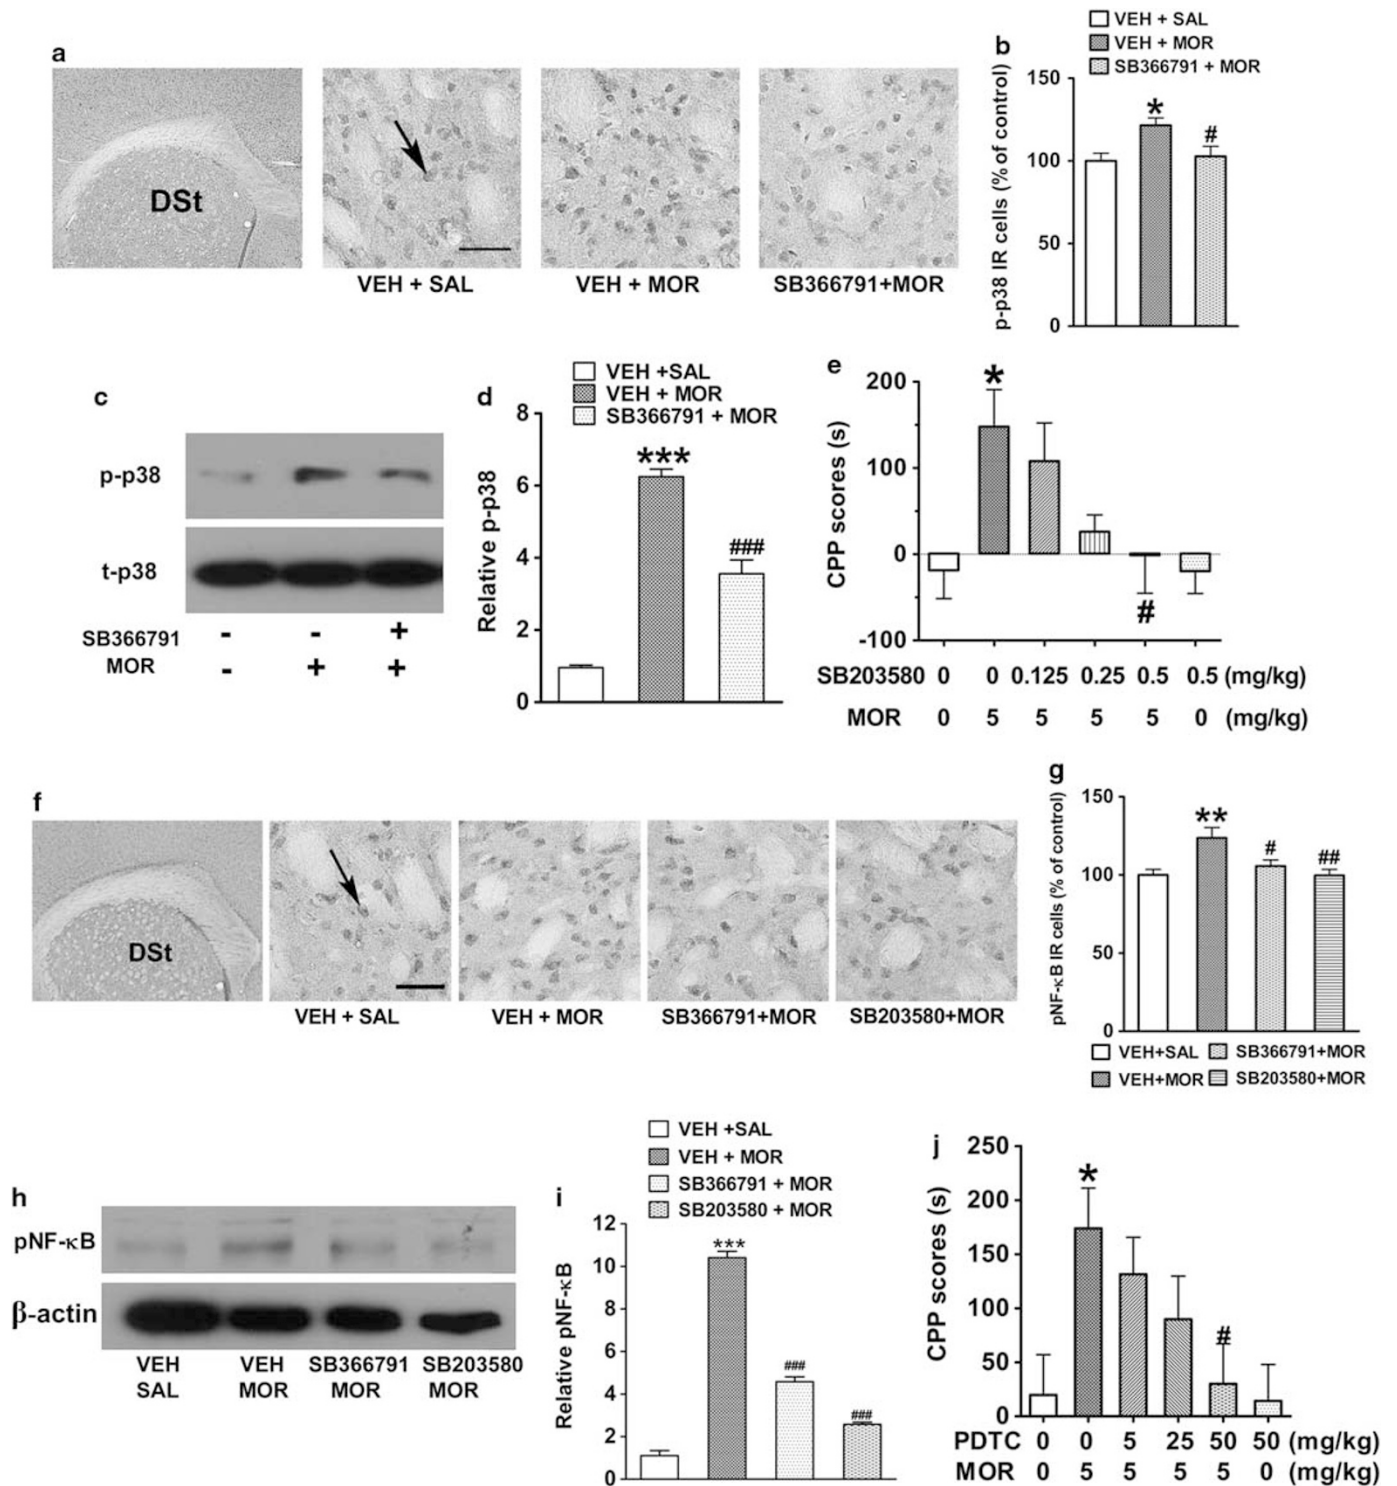 a
DSt
VEH + SAL
VEH + MOR
SB366791+MOR
b
VEH + SAL
VEH + MOR
SB366791 + MOR
p-p38 IR cells (% of control)
150
*
#
100
50
0
c
p-p38
t-p38
SB366791 - - +
MOR - + +
d
VEH +SAL
VEH + MOR
SB366791 + MOR
Relative p-p38
8
***
6
###
4
2
0
e
CPP scores (s)
200
*
100
0
#
-100
SB203580 0 0 0.125 0.25 0.5 0.5 (mg/kg)
MOR 0 5 5 5 5 0 (mg/kg)
f
DSt
VEH + SAL
VEH + MOR
SB366791+MOR
SB203580+MOR
g
pNF-κB IR cells (% of control)
150
**
#
##
100
50
0
VEH+SAL SB366791+MOR
VEH+MOR SB203580+MOR
h
pNF-κB
β-actin
VEH VEH SB366791 SB203580
SAL MOR MOR MOR
i
VEH +SAL
VEH + MOR
SB366791 + MOR
SB203580 + MOR
Relative pNF-κB
12
***
10
8
6
###
4
###
2
0
j
CPP scores (s)
250
*
200
150
100
#
50
0
PDTC 0 0 5 25 50 50 (mg/kg)
MOR 0 5 5 5 5 0 (mg/kg)